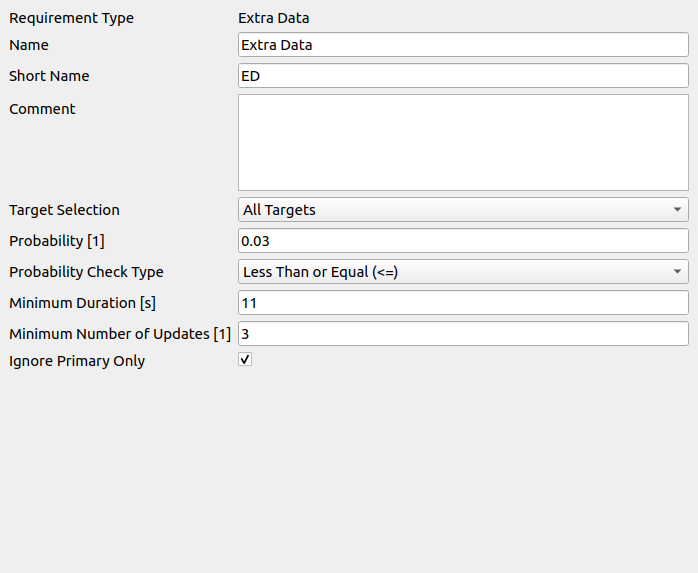 Requirement Type Extra Data
Name Extra Data
Short Name ED
Comment
Target Selection All Targets
Probability [1] 0.03
Probability Check Type Less Than or Equal (<=)
Minimum Duration [s] 11
Minimum Number of Updates [1] 3
Ignore Primary Only